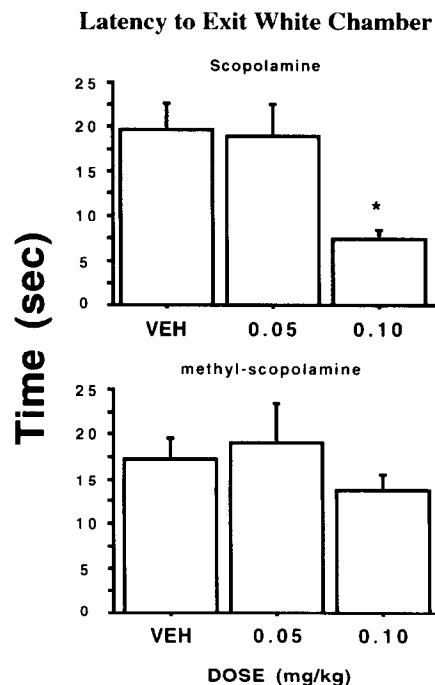 Latency to Exit White Chamber
Scopolamine
25
20
15
10
5
0
*
VEH 0.05 0.10
Time (sec)
methyl-scopolamine
25
20
15
10
5
0
VEH 0.05 0.10
DOSE (mg/kg)